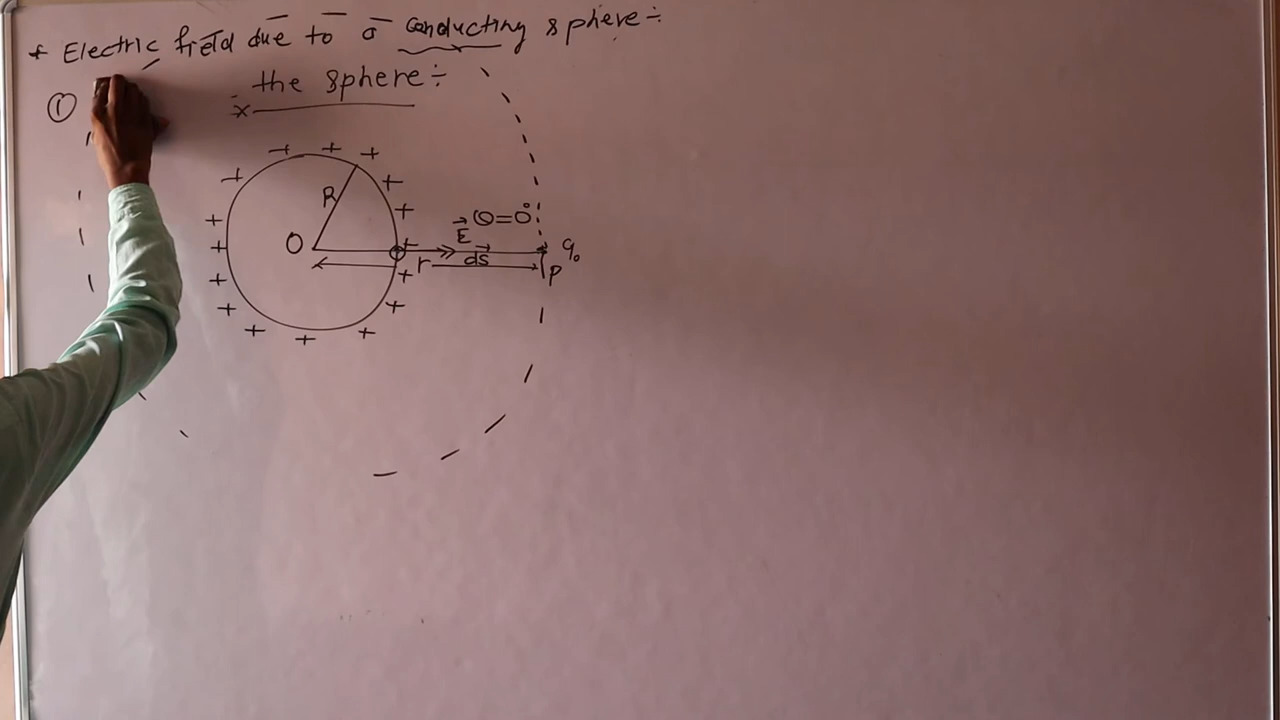 * Electric field due to a conducting sphere ÷
① the sphere ÷
R
O
E θ=0°
ds
r
q₀
P